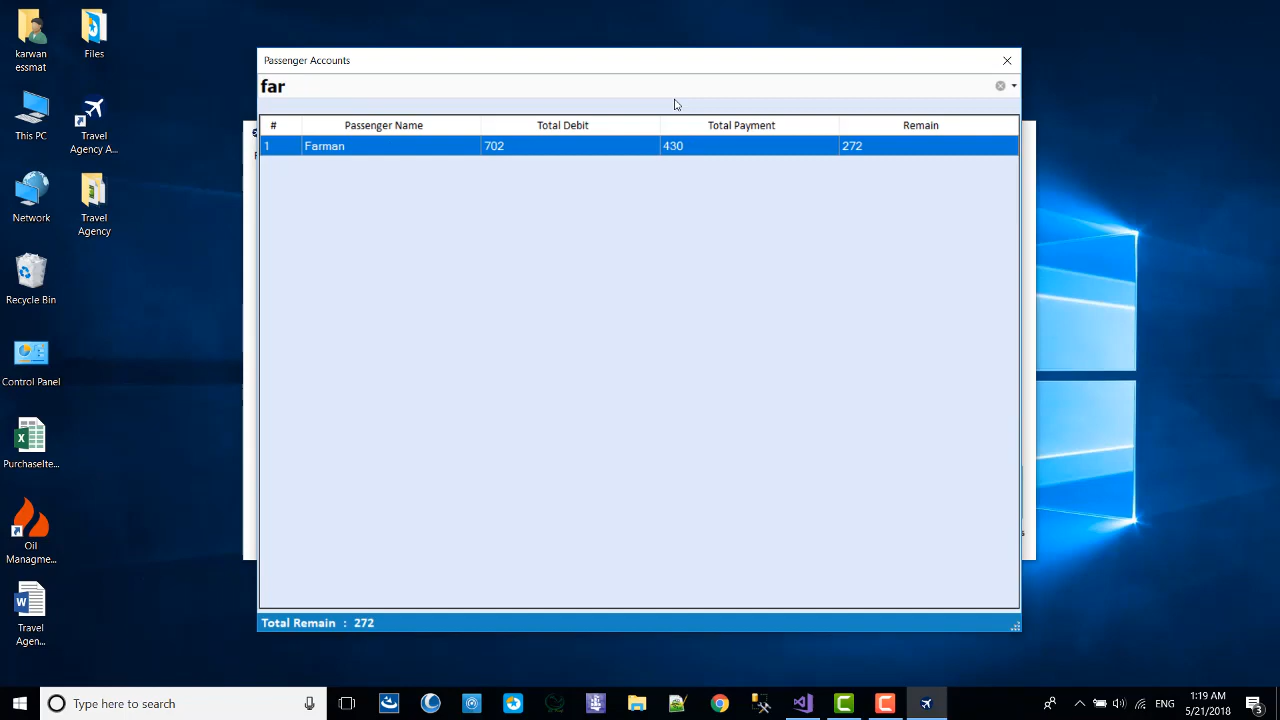 karwan
essmat
Files
This PC
Travel
Agency A...
Network
Travel
Agency
Recycle Bin
Control Panel
PurchaseIte...
Oil
Managme...
Travel
Agen...
Passenger Accounts
far
# Passenger Name Total Debit Total Payment Remain
1 Farman 702 430 272
Total Remain : 272
Type here to search
ENG
1:19 AM
5/21/2018
3